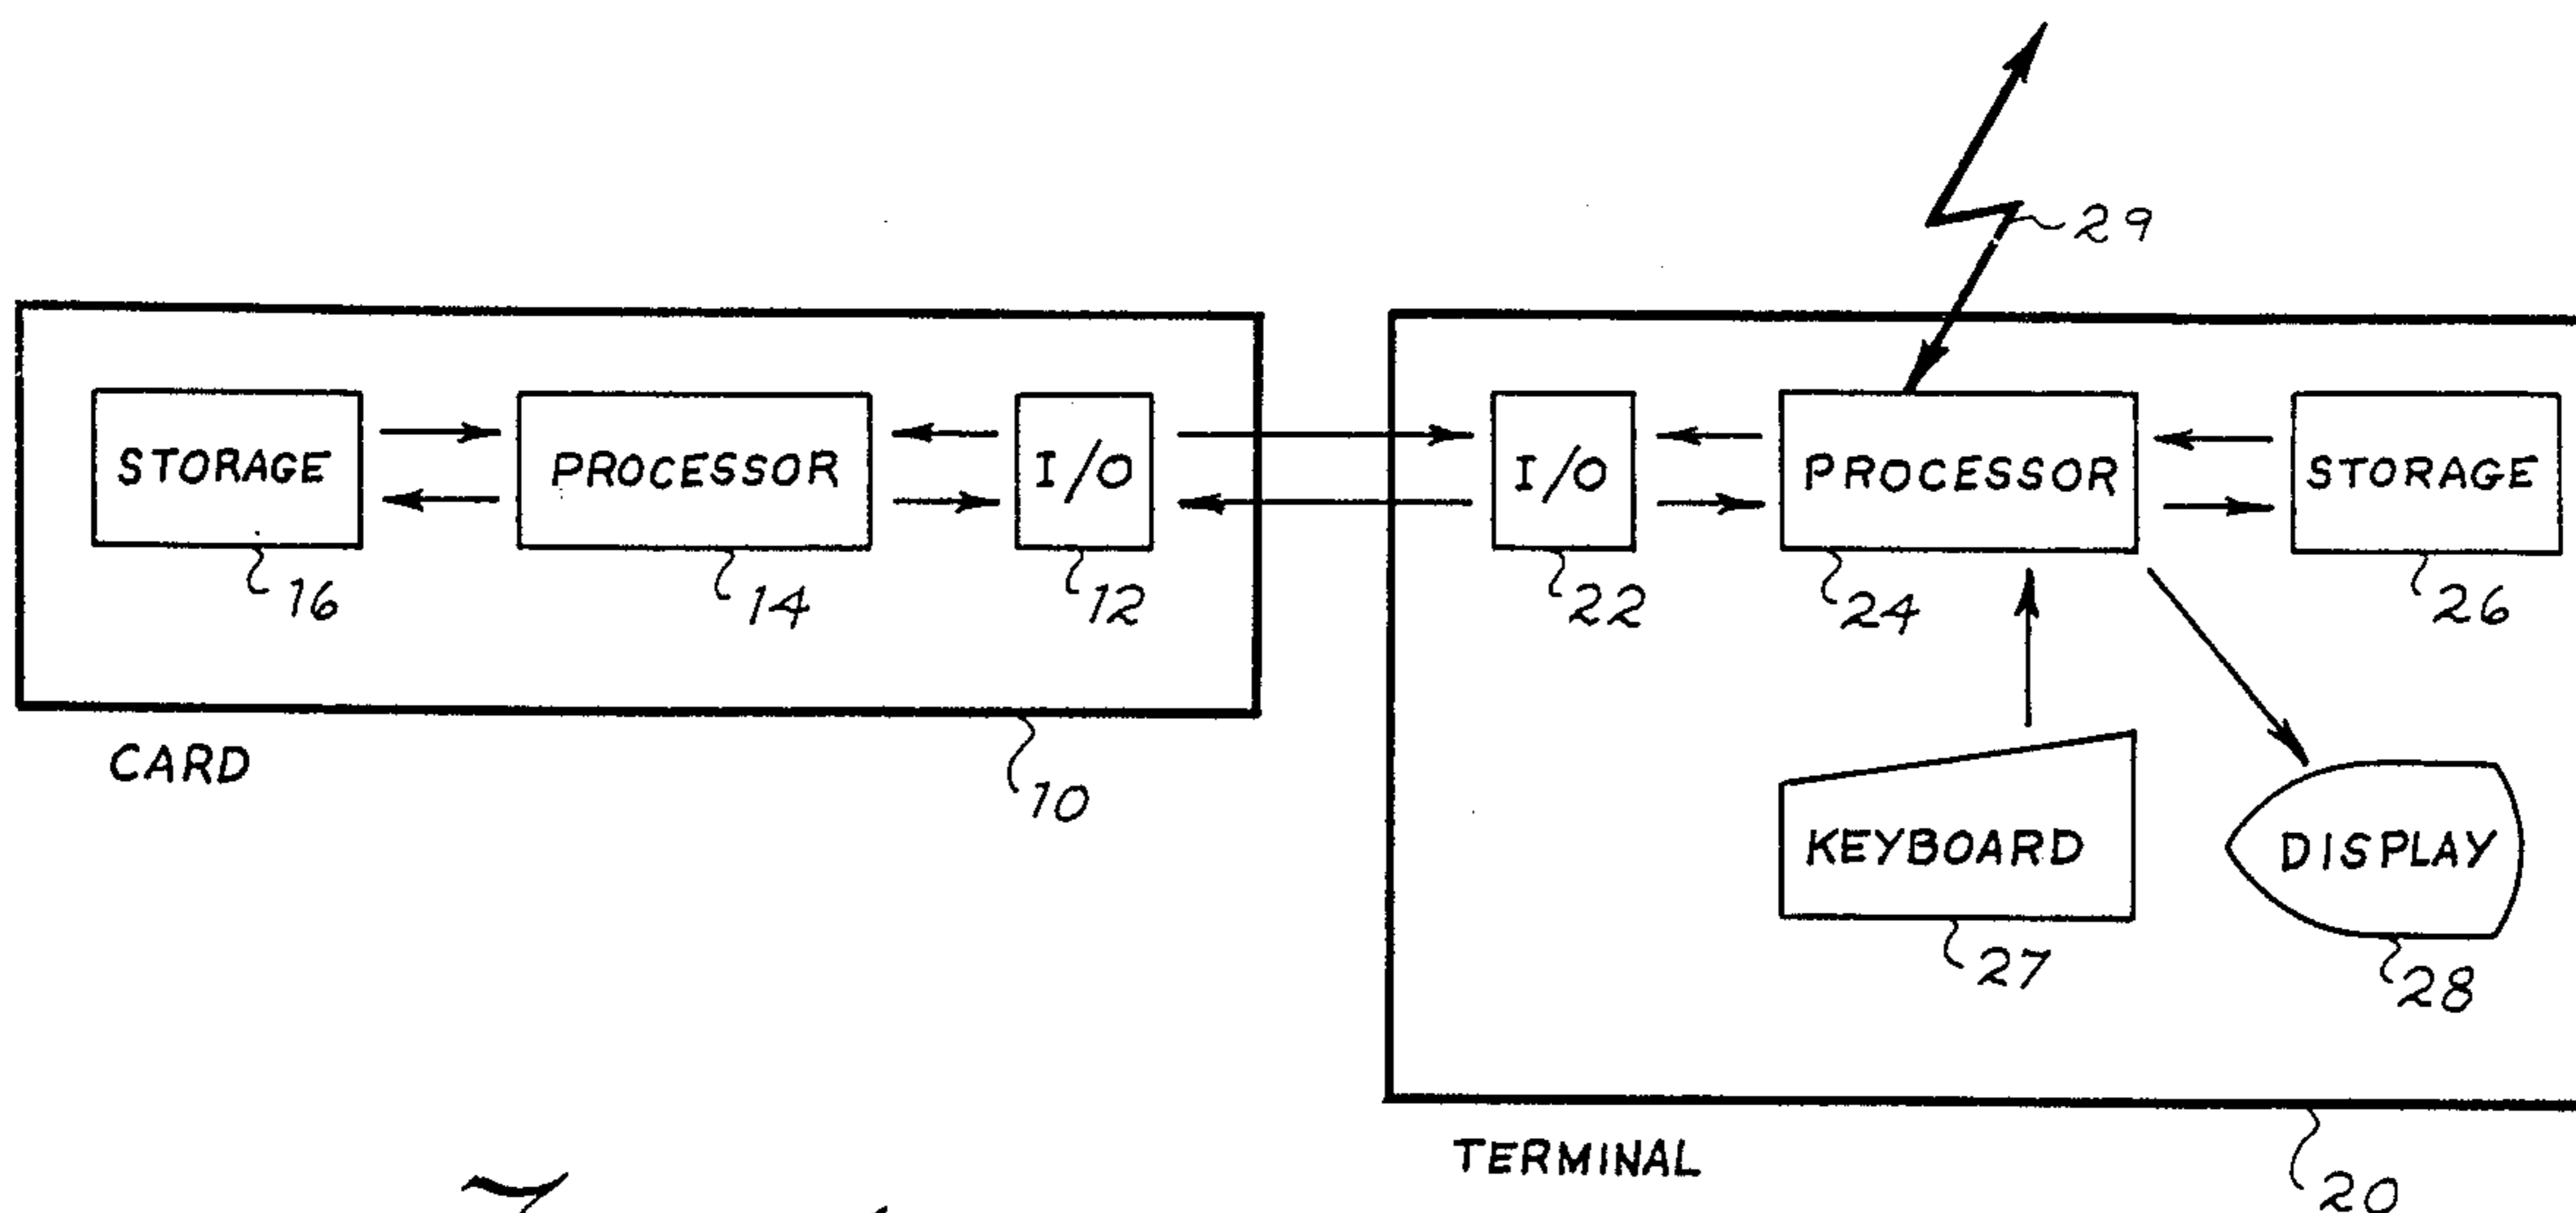 29
STORAGE
PROCESSOR
I/O
I/O
PROCESSOR
STORAGE
16
14
12
22
24
26
CARD
10
KEYBOARD
DISPLAY
27
28
TERMINAL
20